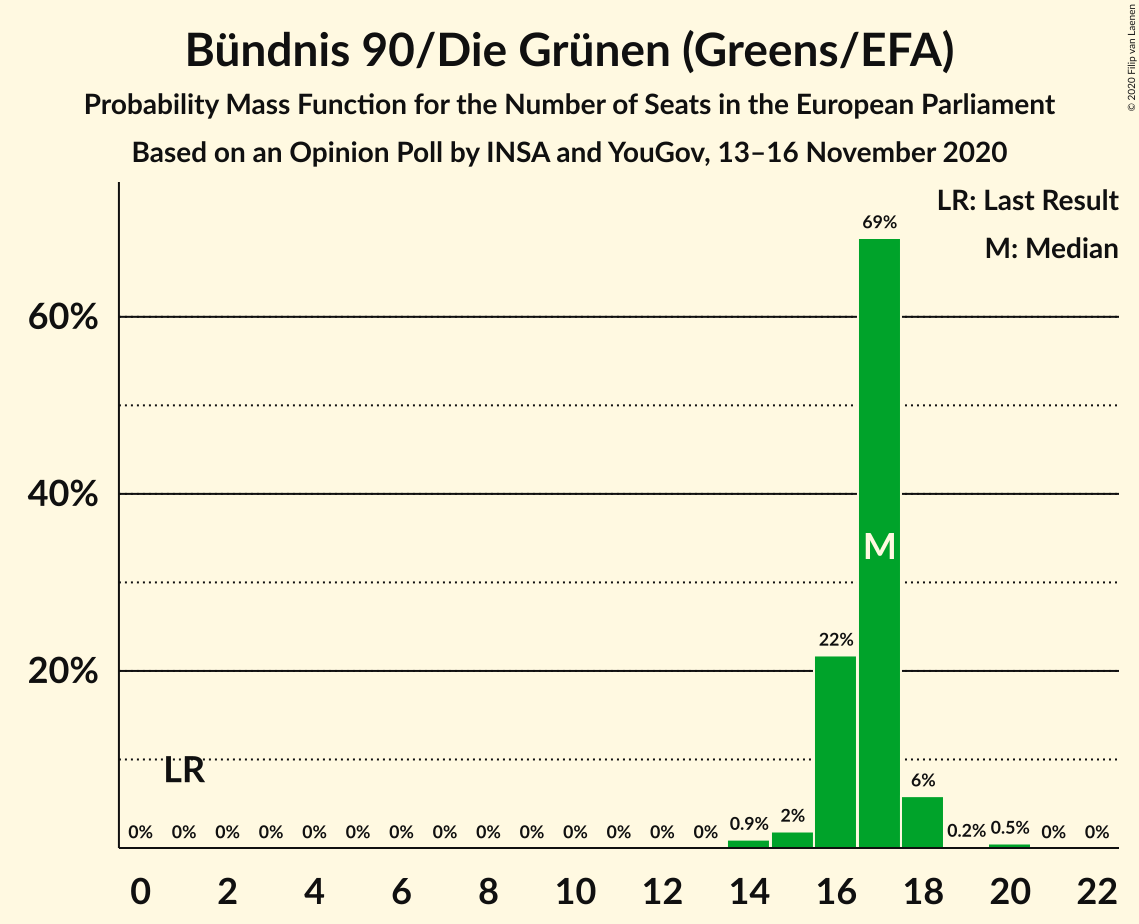 Bündnis 90/Die Grünen (Greens/EFA)
Probability Mass Function for the Number of Seats in the European Parliament
Based on an Opinion Poll by INSA and YouGov, 13–16 November 2020
© 2020 Filip van Laenen
LR: Last Result
M: Median
69%
60%
40%
M
22%
20%
LR
6%
0% 0% 0% 0% 0% 0% 0% 0% 0% 0% 0% 0% 0% 0% 0.9% 2% 0.2% 0.5% 0% 0%
0 2 4 6 8 10 12 14 16 18 20 22